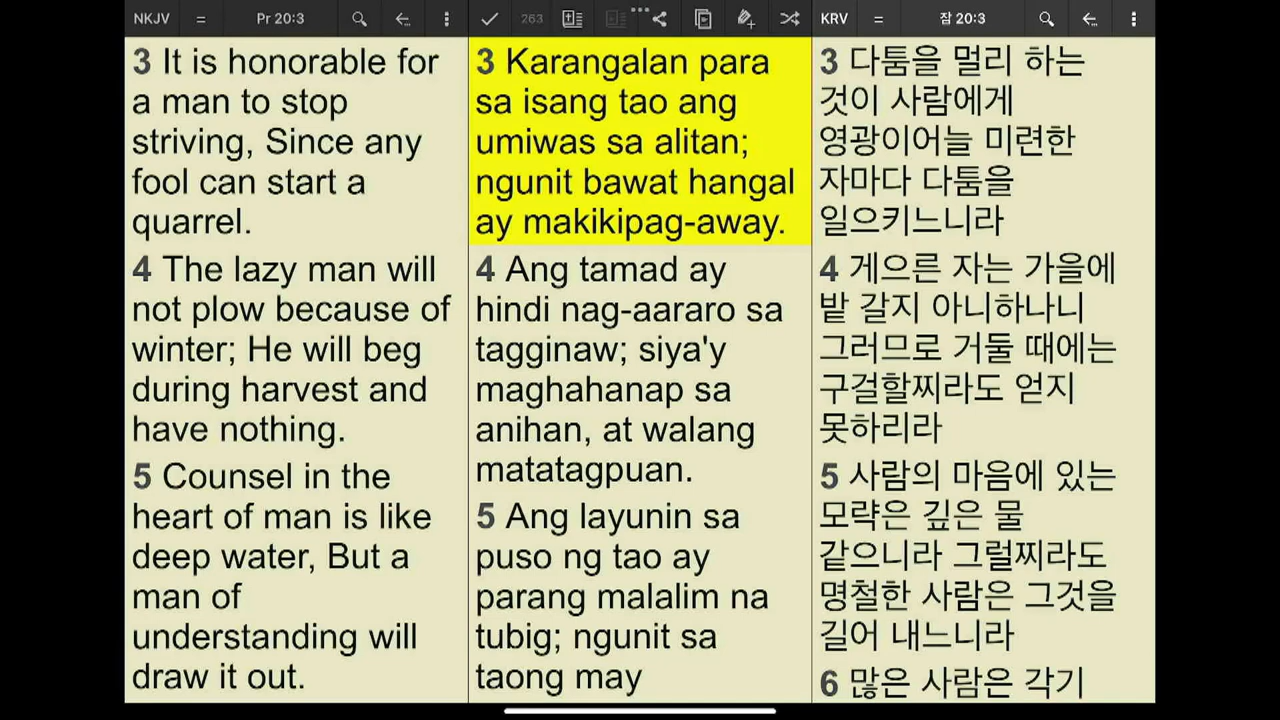 NKJV = Pr 20:3
263
KRV = 잠 20:3
3 It is honorable for
a man to stop
striving, Since any
fool can start a
quarrel.
4 The lazy man will
not plow because of
winter; He will beg
during harvest and
have nothing.
5 Counsel in the
heart of man is like
deep water, But a
man of
understanding will
draw it out.
3 Karangalan para
sa isang tao ang
umiwas sa alitan;
ngunit bawat hangal
ay makikipag-away.
4 Ang tamad ay
hindi nag-aararo sa
tagginaw; siya'y
maghahanap sa
anihan, at walang
matatagpuan.
5 Ang layunin sa
puso ng tao ay
parang malalim na
tubig; ngunit sa
taong may
3 다툼을 멀리 하는
것이 사람에게
영광이어늘 미련한
자마다 다툼을
일으키느니라
4 게으른 자는 가을에
밭 갈지 아니하나니
그러므로 거둘 때에는
구걸할찌라도 얻지
못하리라
5 사람의 마음에 있는
모략은 깊은 물
같으니라 그럴찌라도
명철한 사람은 그것을
길어 내느니라
6 많은 사람은 각기